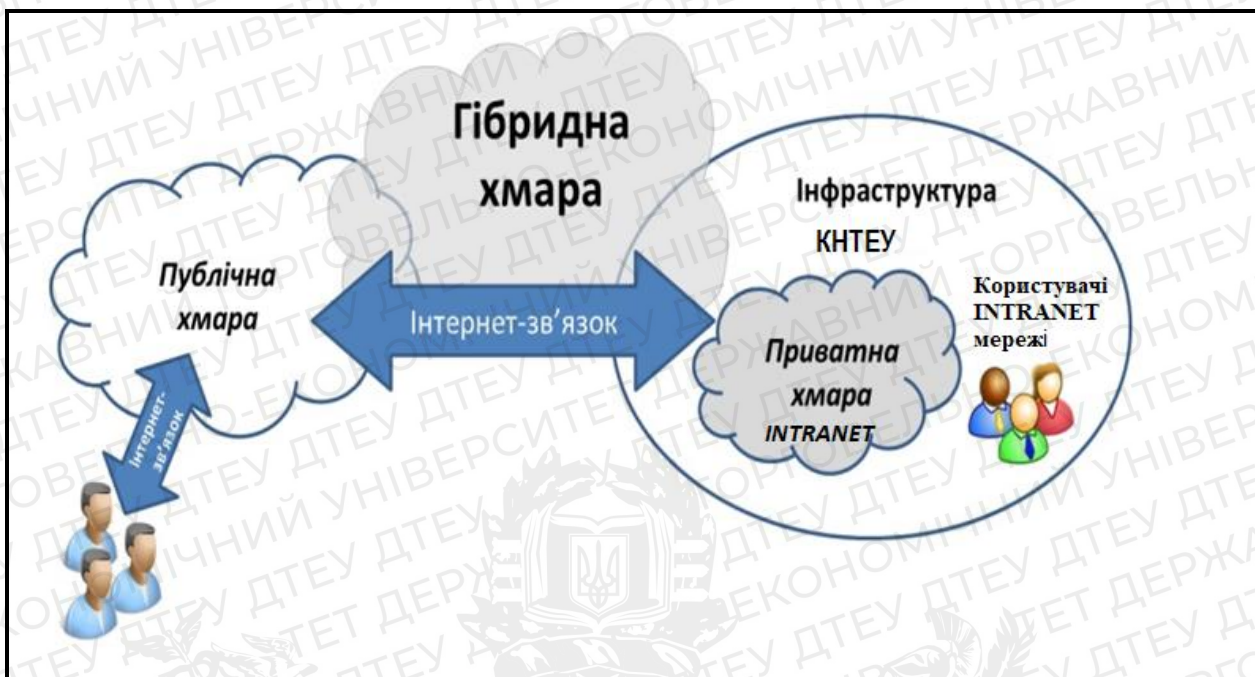 Гібридна
хмара
Інфраструктура
КНТЕУ
Публічна
хмара
Інтернет-зв’язок
Користувачі
INTRANET
мережі
Приватна
хмара
INTRANET
Інтернет-
зв’язок